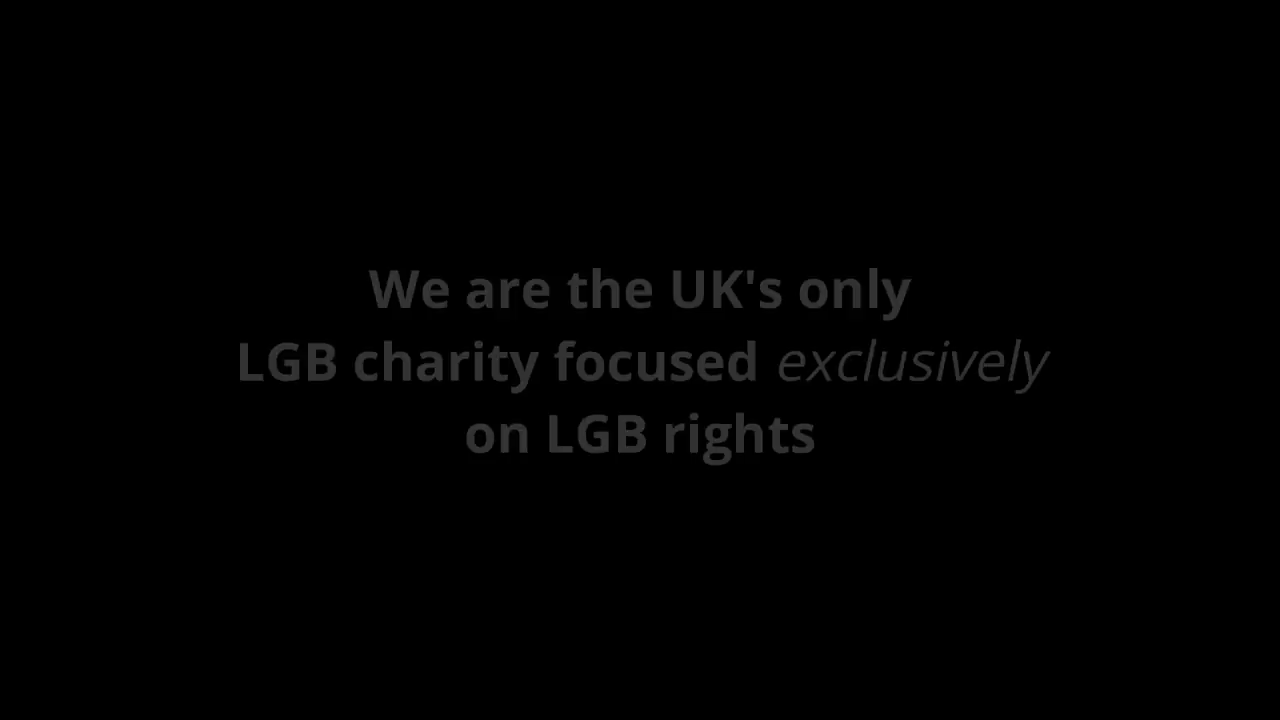 We are the UK's only
LGB charity focused exclusively
on LGB rights